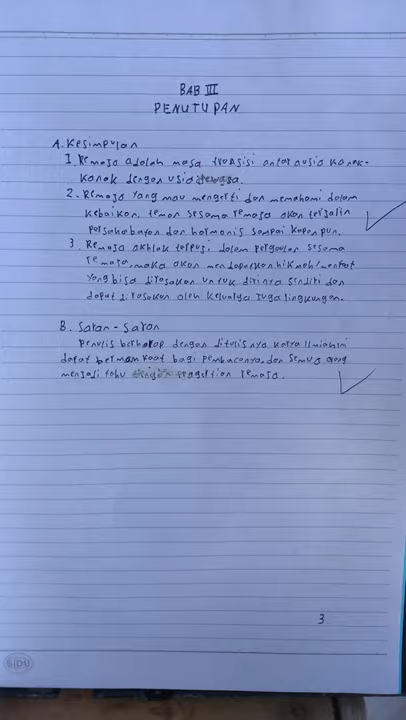 BAB III
PENUTUPAN
A. Kesimpulan
1. Remaja adalah masa transisi antar ausia kanak-
kanak dengan usia dewasa.
2. Remaja yang mau mengerti dan memahami dalam
kebaikan, teman sesama remaja akan terjalin
persahabatan dan harmonis sampai kapan pun.
3. Remaja akhlak terpuji dalam pergaulan sesama
remaja, maka akan mendapatkan hikmah/manfaat
yang bisa dirasakan untuk dirinya sendiri dan
dapat dirasakan oleh keluarga juga lingkungan.
B. Saran - Saran
Penulis berharap dengan ditulisnya karya ilmiah ini
dapat bermanfaat bagi pembacanya, dan semua orang
menjadi tahu remaja.
3
SIDU